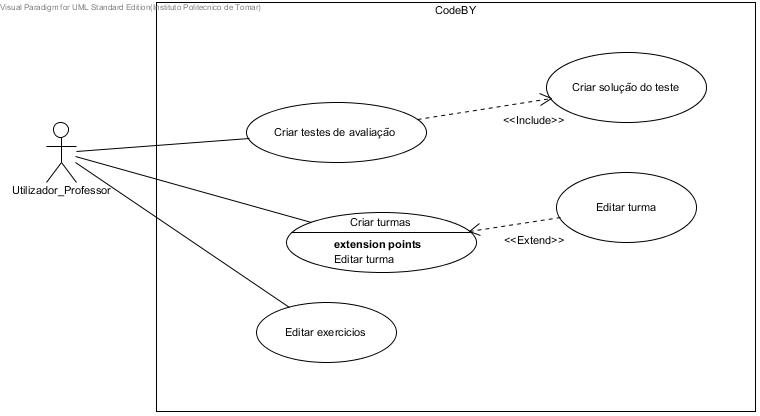 Visual Paradigm for UML Standard Edition(Instituto Politecnico de Tomar)
CodeBY
Criar solução do teste
Criar testes de avaliação
<<Include>>
Utilizador_Professor
Editar turma
Criar turmas
<<Extend>>
extension points
Editar turma
Editar exercicios